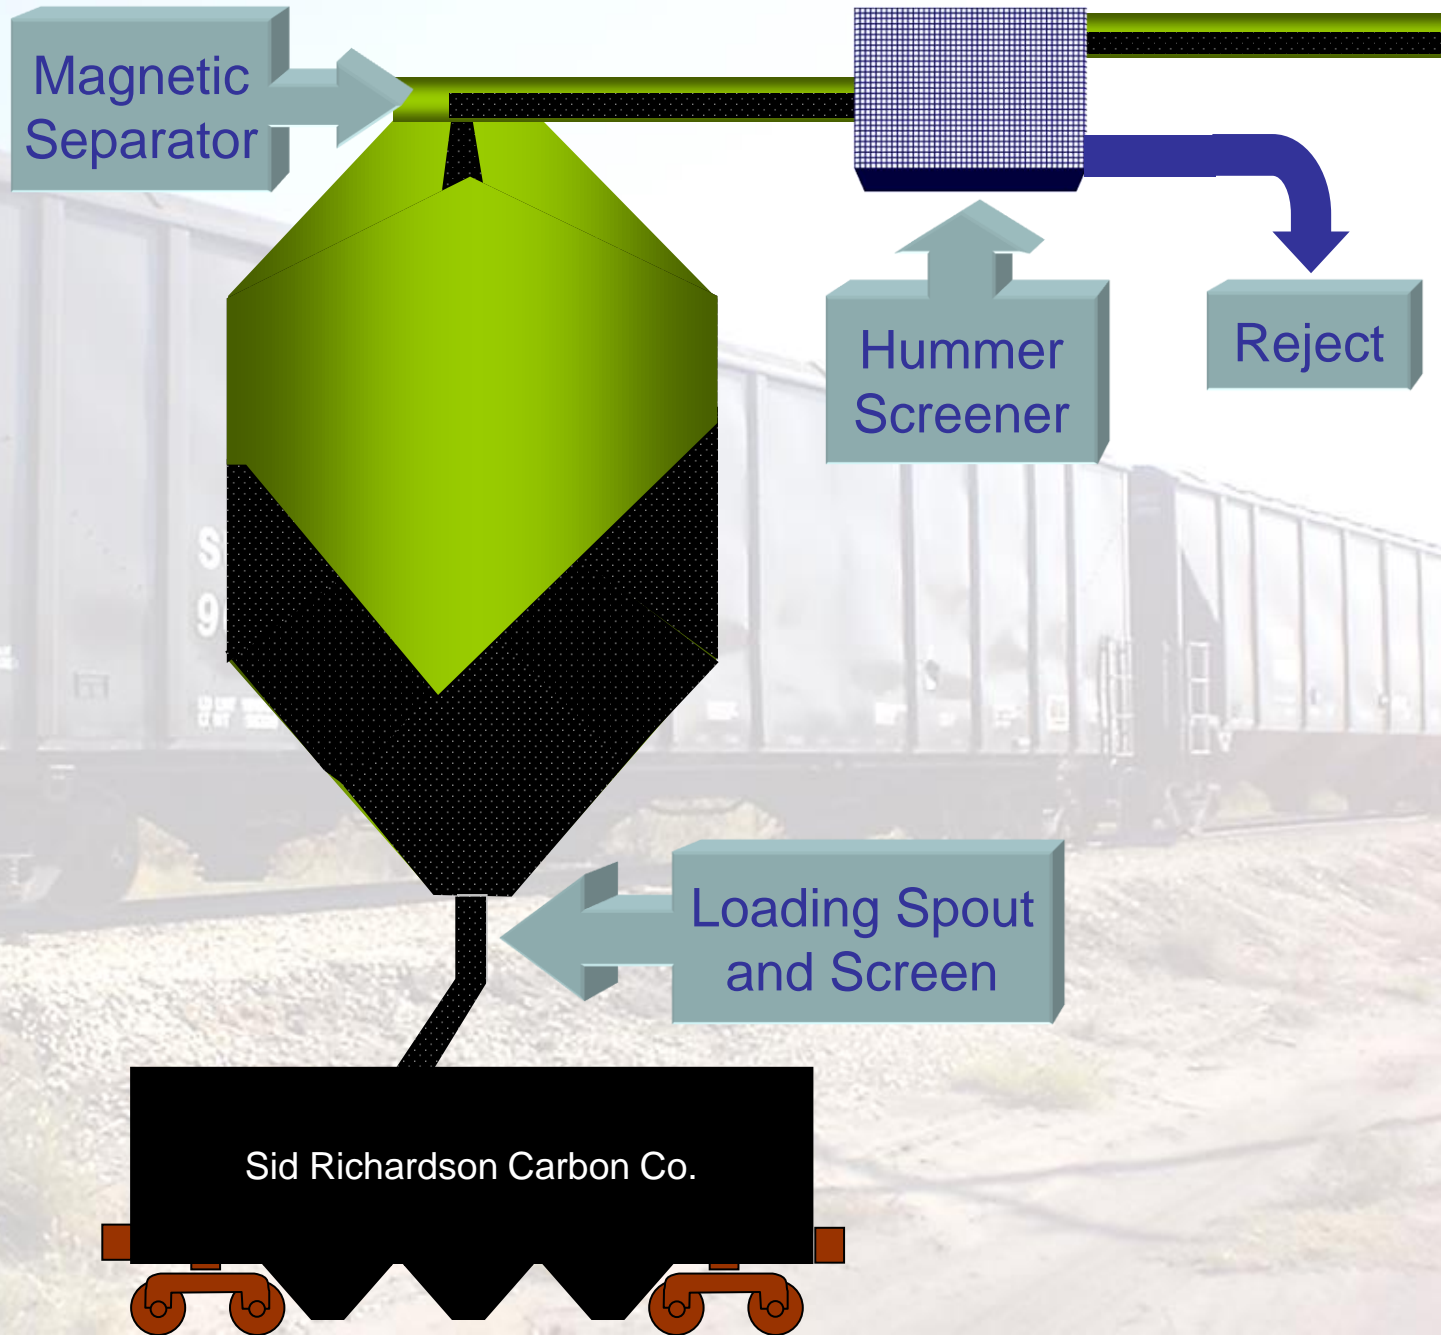 Magnetic
Separator
Hummer
Screener
Reject
Loading Spout
and Screen
Sid Richardson Carbon Co.